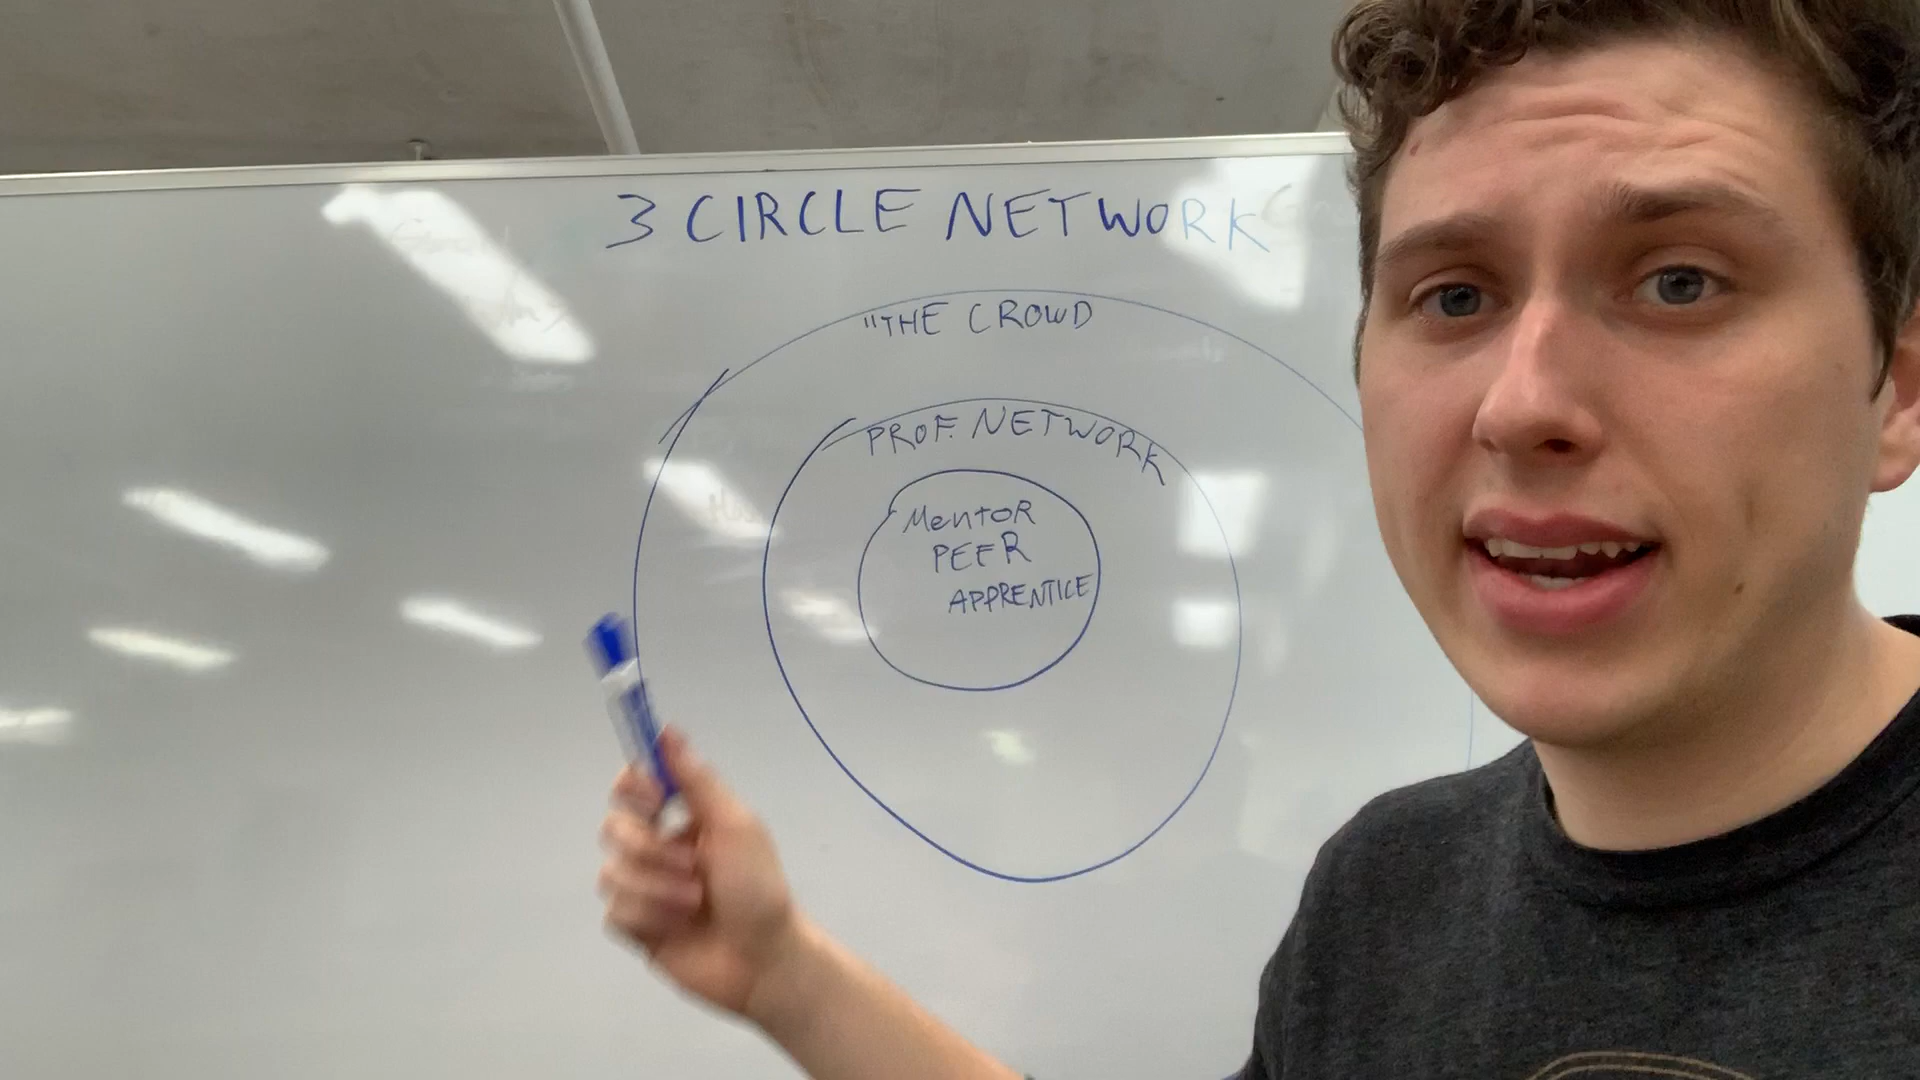 3 CIRCLE NETWORK
"THE CROWD
PROF. NETWORK
Mentor
PEER
APPRENTICE